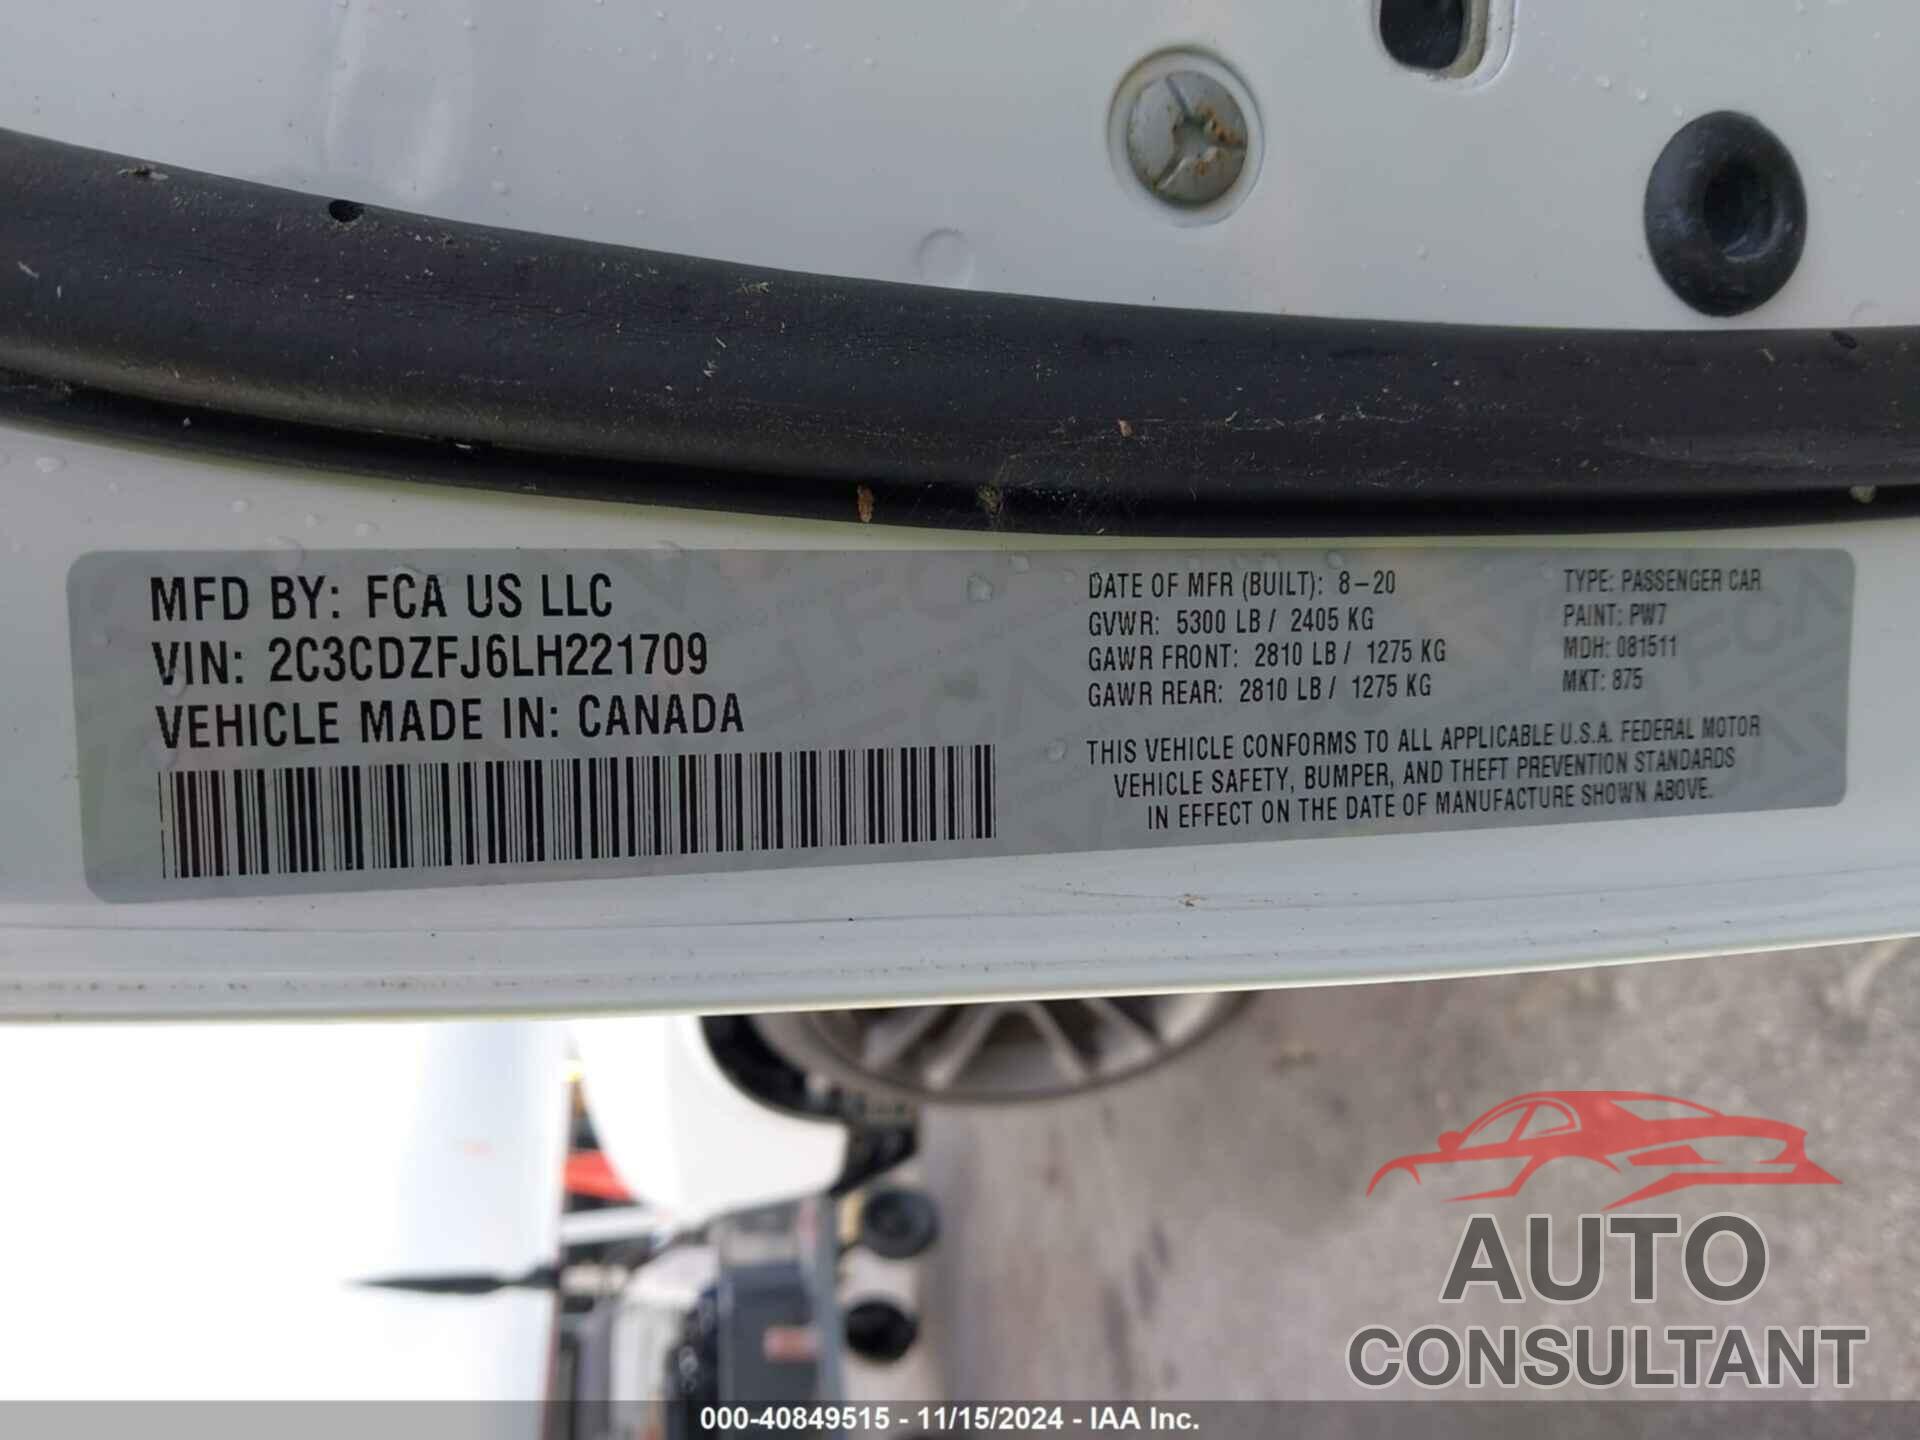 MFD BY: FCA US LLC
VIN: 2C3CDZFJ6LH221709
VEHICLE MADE IN: CANADA
DATE OF MFR (BUILT): 8-20
GVWR: 5300 LB / 2405 KG
GAWR FRONT: 2810 LB / 1275 KG
GAWR REAR: 2810 LB / 1275 KG
TYPE: PASSENGER CAR
PAINT: PW7
MDH: 081511
MKT: 875
THIS VEHICLE CONFORMS TO ALL APPLICABLE U.S.A. FEDERAL MOTOR
VEHICLE SAFETY, BUMPER, AND THEFT PREVENTION STANDARDS
IN EFFECT ON THE DATE OF MANUFACTURE SHOWN ABOVE.
AUTO
CONSULTANT
000-40849515 - 11/15/2024 - IAA Inc.